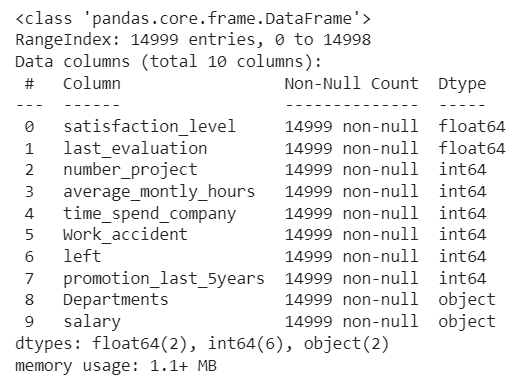 <class 'pandas.core.frame.DataFrame'>
RangeIndex: 14999 entries, 0 to 14998
Data columns (total 10 columns):
 #   Column                 Non-Null Count  Dtype
---  ------                 --------------  -----
 0   satisfaction_level     14999 non-null  float64
 1   last_evaluation        14999 non-null  float64
 2   number_project         14999 non-null  int64
 3   average_montly_hours   14999 non-null  int64
 4   time_spend_company     14999 non-null  int64
 5   Work_accident          14999 non-null  int64
 6   left                   14999 non-null  int64
 7   promotion_last_5years  14999 non-null  int64
 8   Departments            14999 non-null  object
 9   salary                 14999 non-null  object
dtypes: float64(2), int64(6), object(2)
memory usage: 1.1+ MB